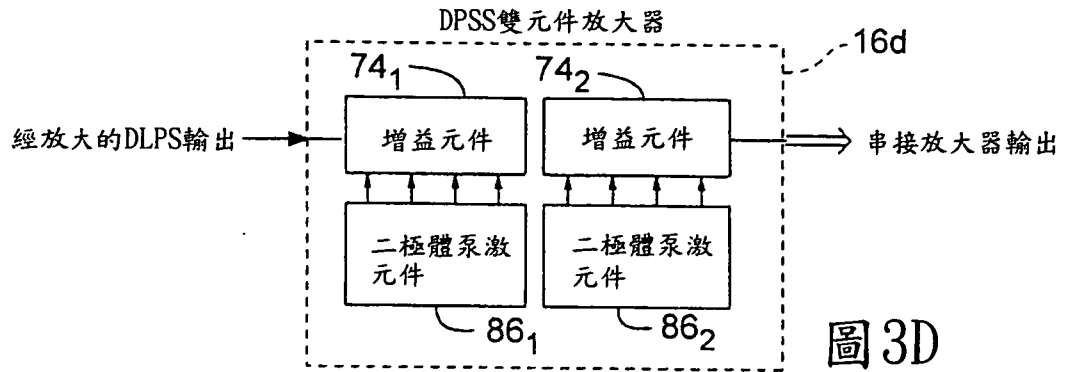 DPSS雙元件放大器
16d
74₁
74₂
經放大的DLPS輸出
增益元件
增益元件
串接放大器輸出
二極體泵激
元件
二極體泵激
元件
86₁
86₂
圖3D